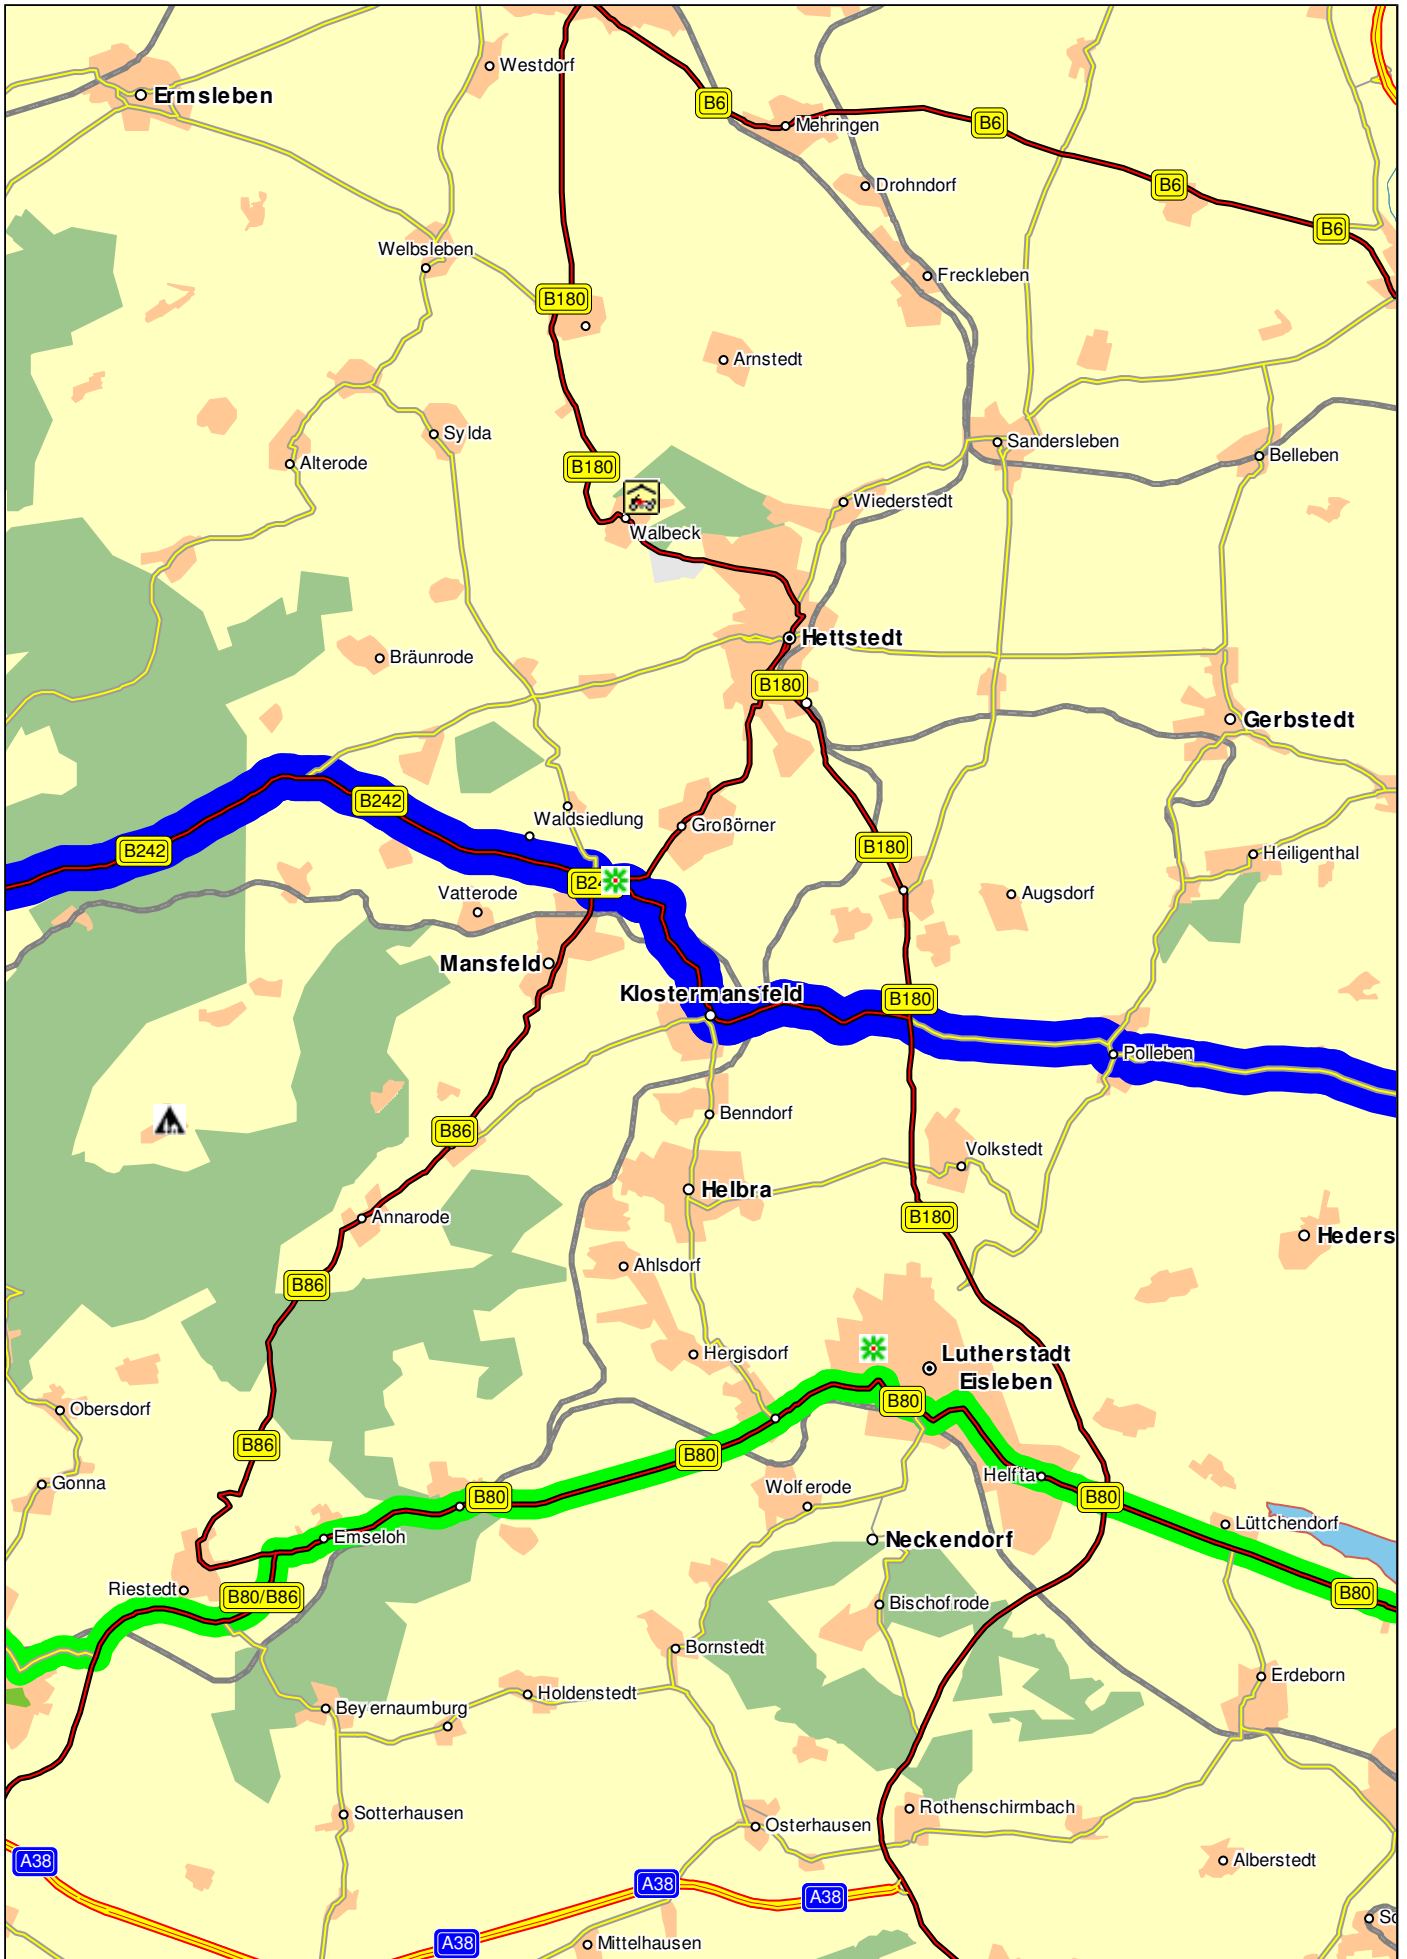 Westdorf
Ermsleben
B6
Mehringen
B6
Drohndorf
B6
B6
Welbsleben
Freckleben
B180
Arnstedt
Sylda
Sandersleben
Alterode
Belleben
B180
Wiederstedt
Walbeck
Hettstedt
Bräunrode
B180
Gerbstedt
B242
Waldsiedlung
Großörner
B242
B180
Heiligenthal
Vatterode
Augsdorf
Mansfeld
Klostermansfeld
B180
Polleben
Benndorf
B86
Volkstedt
Helbra
Annarode
B180
Heders
Ahlsdorf
B86
Hergisdorf
Lutherstadt
Eisleben
Obersdorf
B80
B86
B80
Gonna
Helfta
B80
Wolferode
B80
Lüttchendorf
Emseloh
Neckendorf
Riestedt
B80/B86
B80
Bischofrode
Bornstedt
Erdeborn
Holdenstedt
Beyernaumburg
Sotterhausen
Rothenschirmbach
Osterhausen
A38
Alberstedt
A38
A38
A38
Mittelhausen